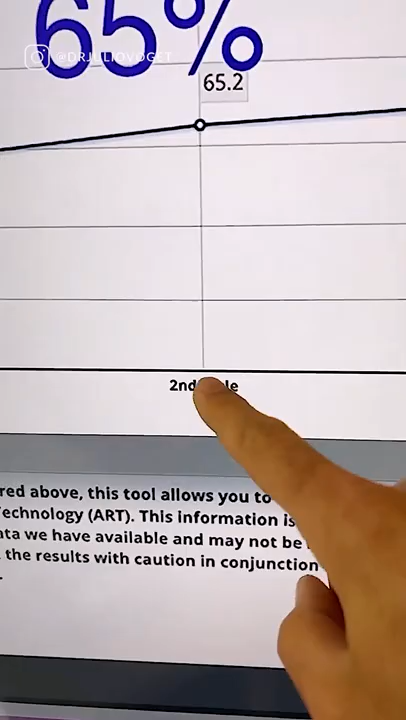 65%
@DRJULIOVOGET
65.2
2nd
red above, this tool allows you to
Technology (ART). This information is
ata we have available and may not be
the results with caution in conjunction